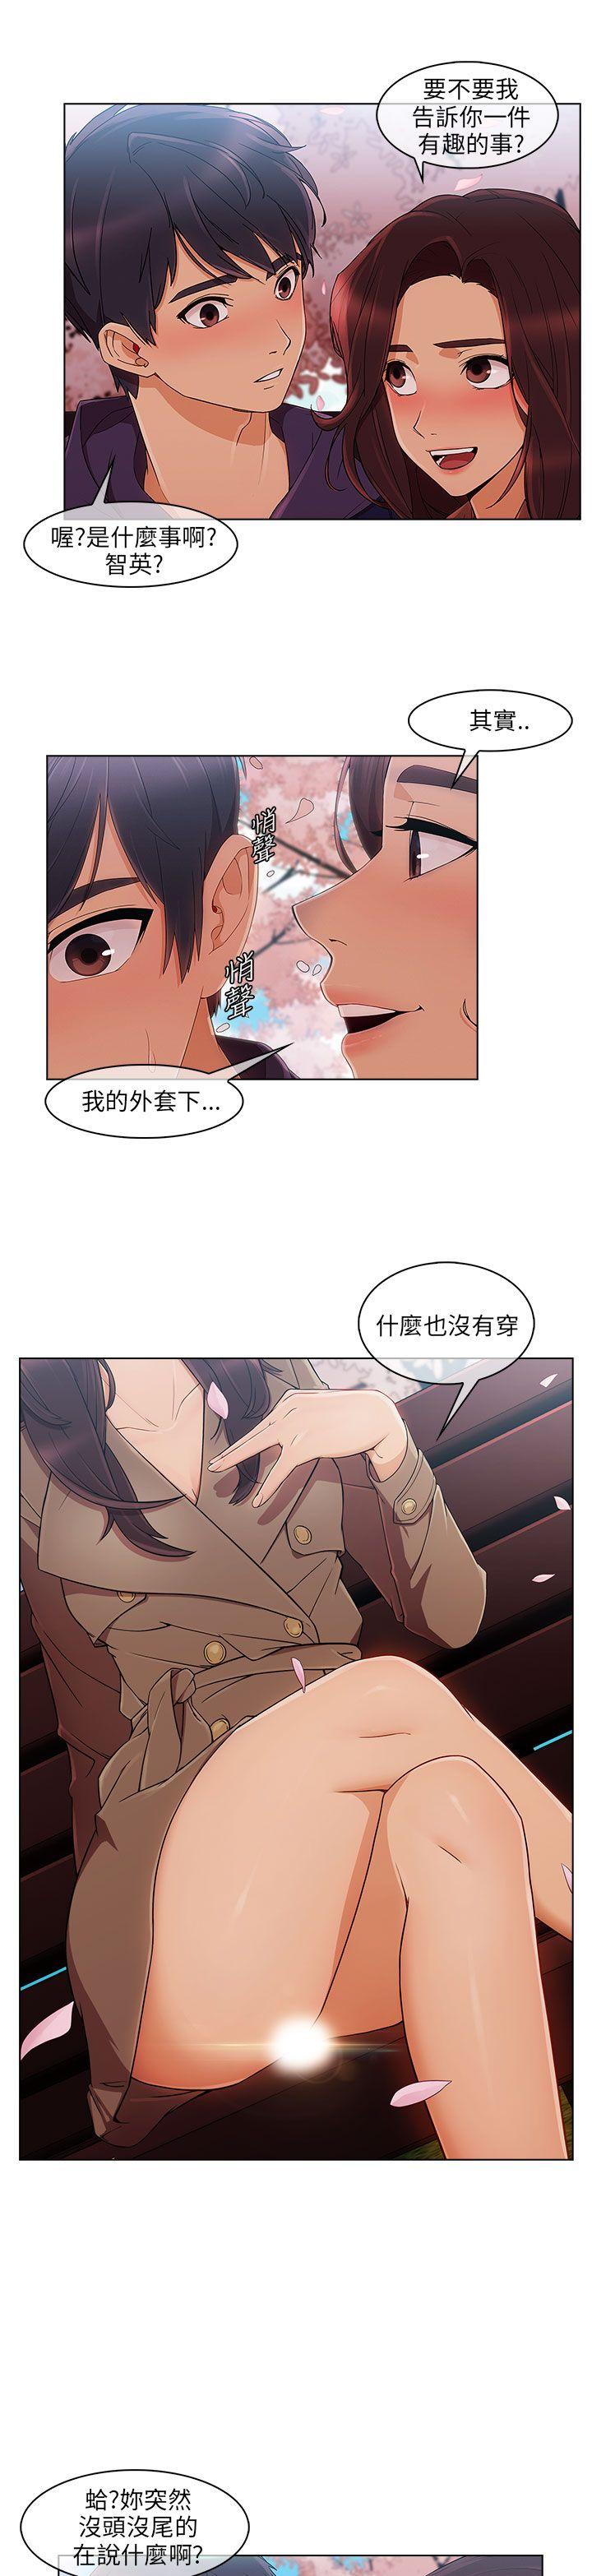 要不要我
告訴你一件
有趣的事?
喔?是什麼事啊?
智英?
其實..
悄聲
悄聲
我的外套下...
什麼也沒有穿
蛤?妳突然
沒頭沒尾的
在說什麼啊?